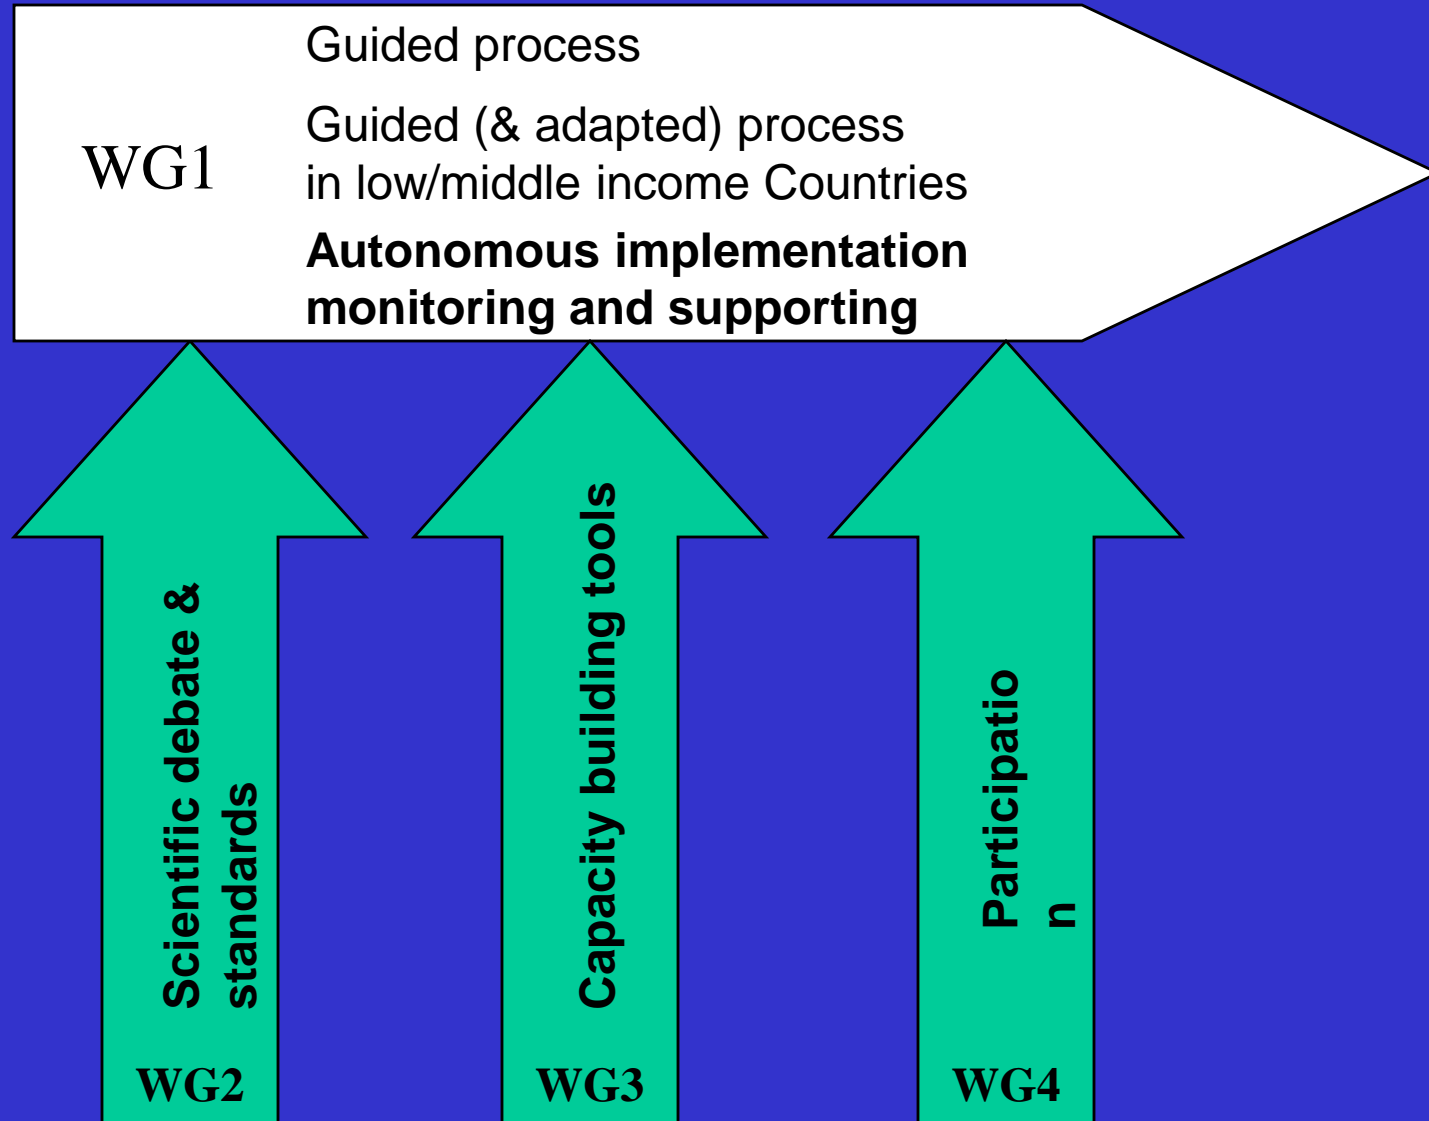 WG1
Guided process
Guided (& adapted) process
in low/middle income Countries
Autonomous implementation
monitoring and supporting
Scientific debate &
standards
WG2
Capacity building tools
WG3
Participatio
n
WG4